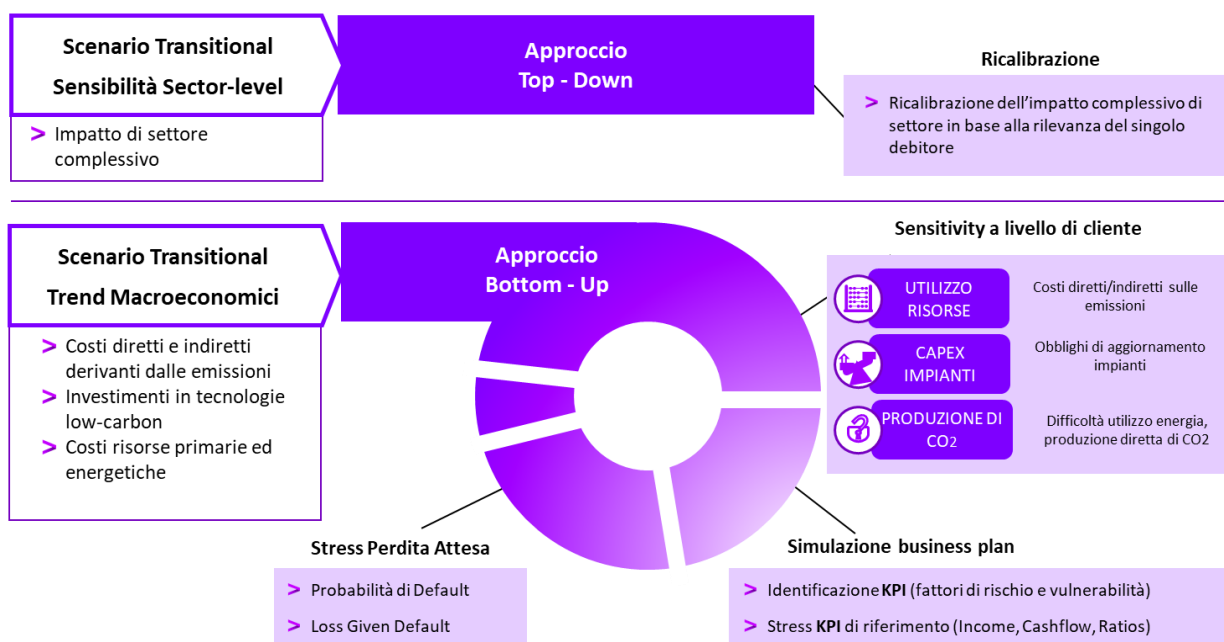 Scenario Transitional
Sensibilità Sector-level
> Impatto di settore
complessivo
Approccio
Top - Down
Ricalibrazione
> Ricalibrazione dell'impatto complessivo di
settore in base alla rilevanza del singolo
debitore
Scenario Transitional
Trend Macroeconomici
> Costi diretti e indiretti
derivanti dalle emissioni
> Investimenti in tecnologie
low-carbon
> Costi risorse primarie ed
energetiche
Approccio
Bottom - Up
Sensitivity a livello di cliente
UTILIZZO
RISORSE
Costi diretti/indiretti sulle
emissioni
CAPEX
IMPIANTI
Obblighi di aggiornamento
impianti
PRODUZIONE DI
CO2
Difficoltà utilizzo energia,
produzione diretta di CO2
Stress Perdita Attesa
> Probabilità di Default
> Loss Given Default
Simulazione business plan
> Identificazione KPI (fattori di rischio e vulnerabilità)
> Stress KPI di riferimento (Income, Cashflow, Ratios)